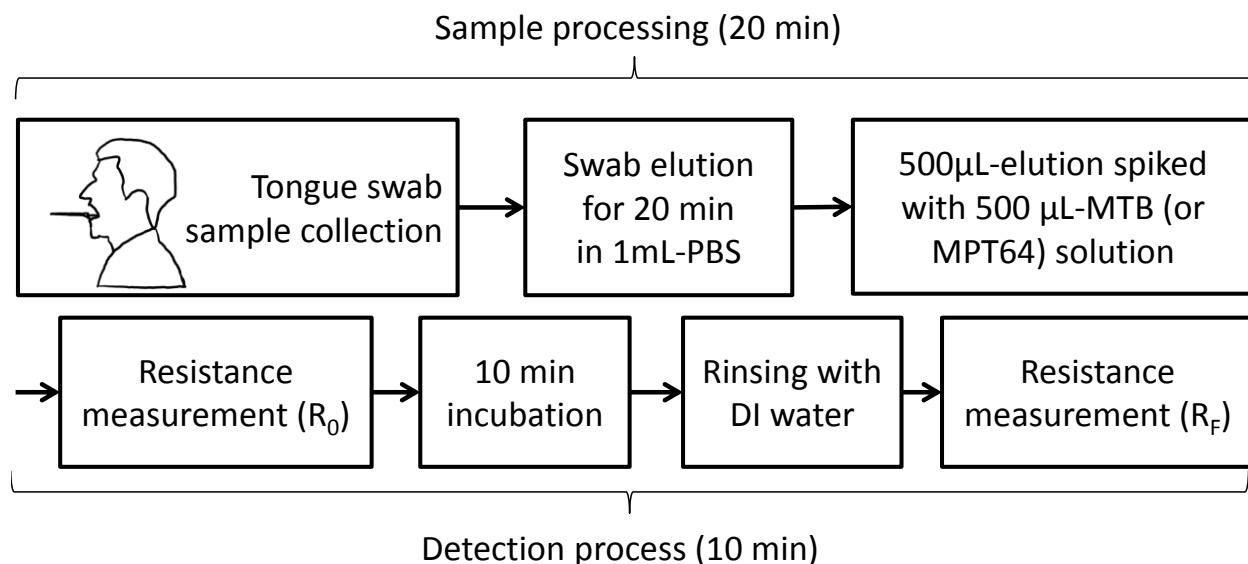 Sample processing (20 min)
Tongue swab
sample collection
Swab elution
for 20 min
in 1mL-PBS
500µL-elution spiked
with 500 µL-MTB (or
MPT64) solution
Resistance
measurement (R₀)
10 min
incubation
Rinsing with
DI water
Resistance
measurement (R_F)
Detection process (10 min)